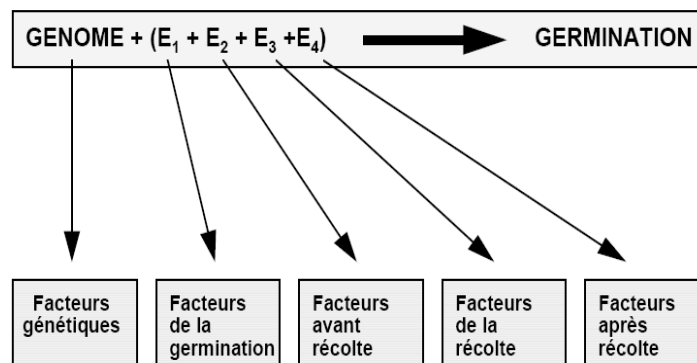 GENOME + (E1 + E2 + E3 +E4) GERMINATION
Facteurs
génétiques
Facteurs
de la
germination
Facteurs
avant
récolte
Facteurs
de la
récolte
Facteurs
après
récolte